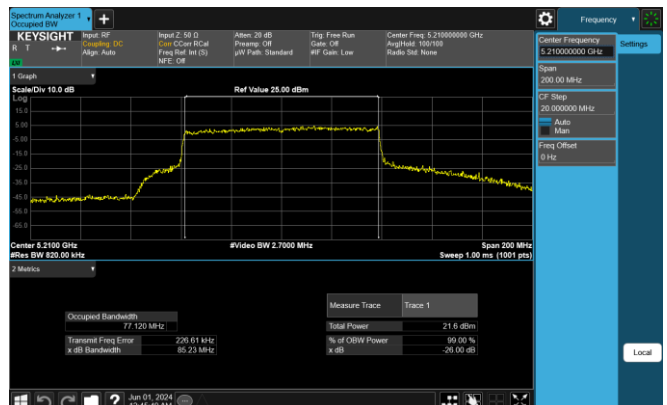 Spectrum Analyzer 1
Occupied BW
Frequency
KEYSIGHT
R T
Input: RF
Coupling: DC
Align: Auto
Input Z: 50 Ω
Corr CCorr RCal
Freq Ref: Int (S)
NFE: Off
Atten: 20 dB
Preamp: Off
µW Path: Standard
Trig: Free Run
Gate: Off
#IF Gain: Low
Center Freq: 5.210000000 GHz
Avg|Hold: 100/100
Radio Std: None
Center Frequency
5.210000000 GHz
Settings
Span
200.00 MHz
CF Step
20.000000 MHz
Auto
Man
Freq Offset
0 Hz
1 Graph
Scale/Div 10.0 dB
Ref Value 25.00 dBm
Log
15.0
5.00
-5.00
-15.0
-25.0
-35.0
-45.0
-55.0
-65.0
Center 5.2100 GHz
#Video BW 2.7000 MHz
Span 200 MHz
#Res BW 820.00 kHz
Sweep 1.00 ms (1001 pts)
2 Metrics
Measure Trace
Trace 1
Occupied Bandwidth
77.120 MHz
Total Power
21.6 dBm
Transmit Freq Error
226.61 kHz
% of OBW Power
99.00 %
x dB Bandwidth
85.23 MHz
x dB
-26.00 dB
Local
?
Jun 01, 2024